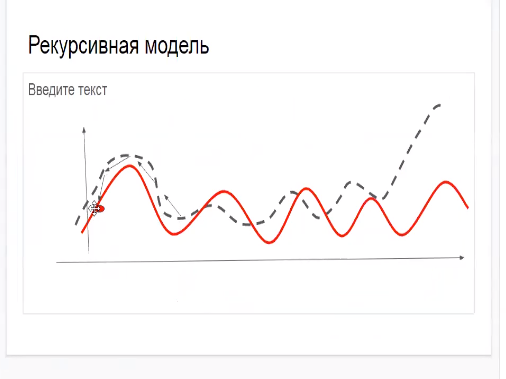 Рекурсивная модель
Введите текст